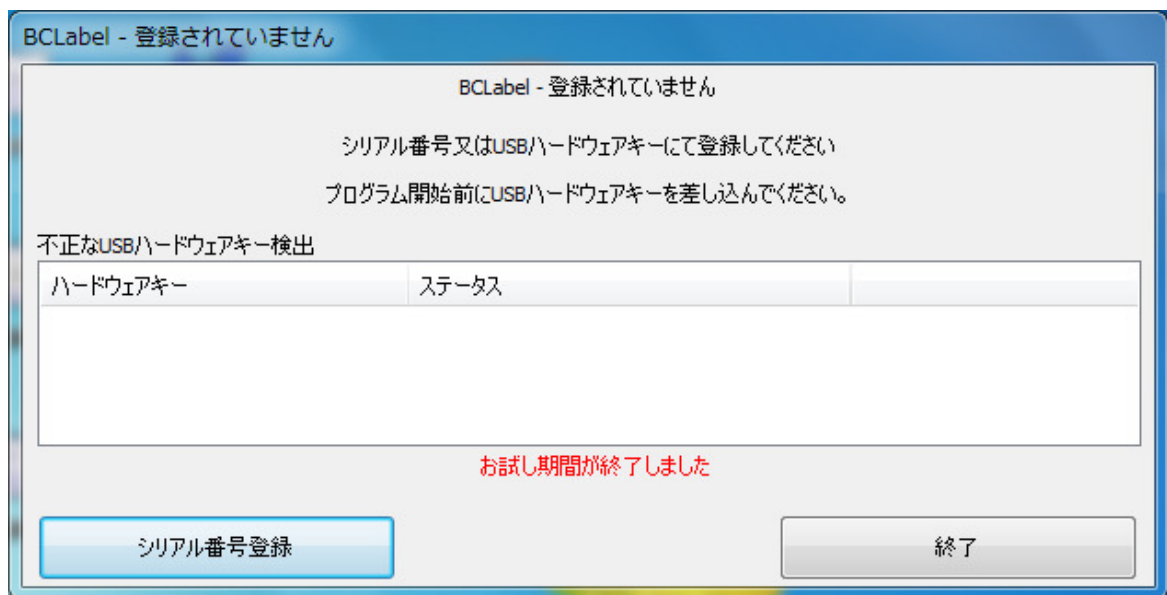 BCLabel - 登録されていません
BCLabel - 登録されていません
シリアル番号又はUSBハードウェアキーにて登録してください
プログラム開始前にUSBハードウェアキーを差し込んでください。
不正なUSBハードウェアキー検出
ハードウェアキー ステータス
お試し期間が終了しました
シリアル番号登録 終了